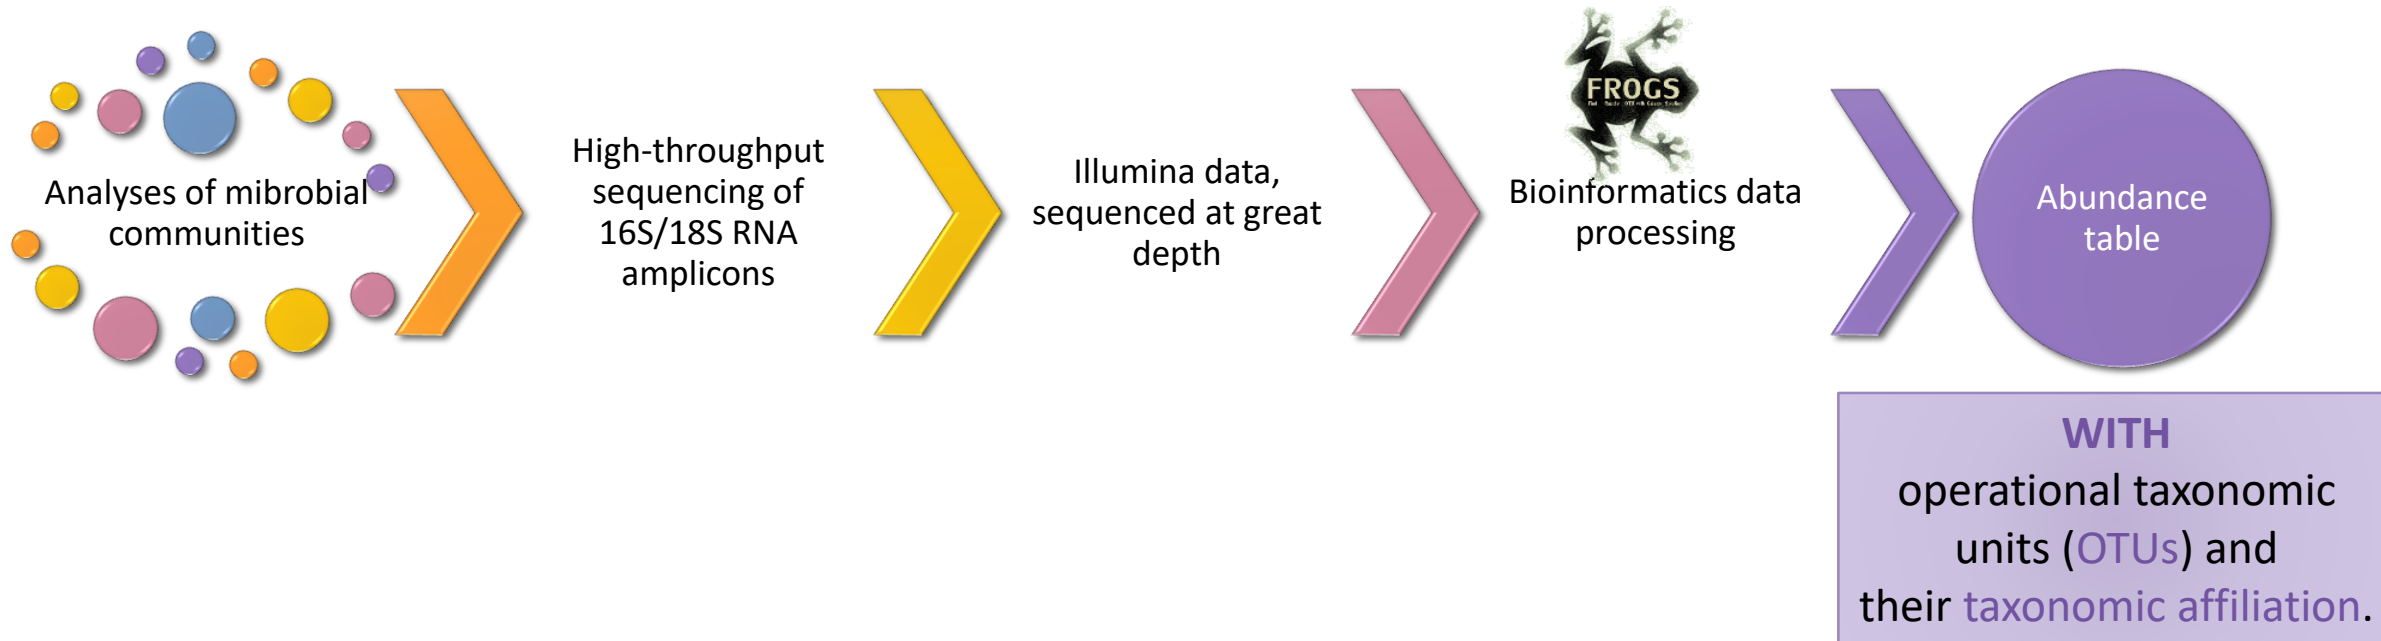 Analyses of mibrobial
communities
High-throughput
sequencing of
16S/18S RNA
amplicons
Illumina data,
sequenced at great
depth
FROGS
Bioinformatics data
processing
Abundance
table
WITH
operational taxonomic
units (OTUs) and
their taxonomic affiliation.